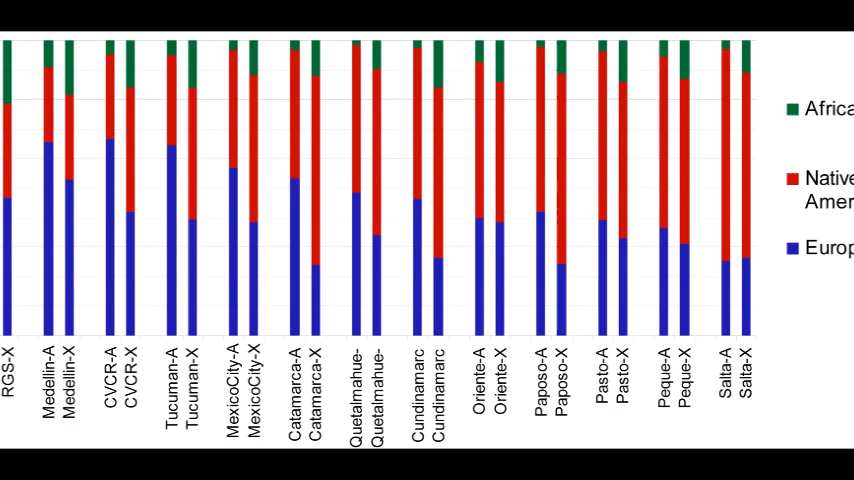 Africa
Native
Amer
Europ
RGS-X
Medellin-A
Medellin-X
CVCR-A
CVCR-X
Tucuman-A
Tucuman-X
MexicoCity-A
MexicoCity-X
Catamarca-A
Catamarca-X
Quetalmahue-
Quetalmahue-
Cundinamarc
Cundinamarc
Oriente-A
Oriente-X
Paposo-A
Paposo-X
Pasto-A
Pasto-X
Peque-A
Peque-X
Salta-A
Salta-X